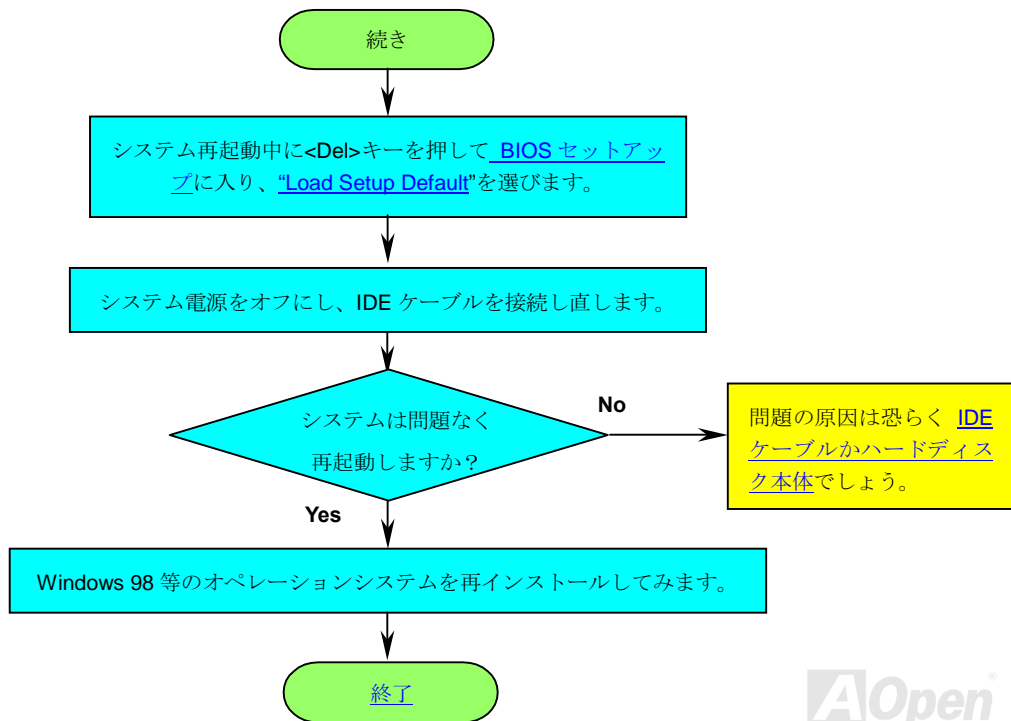 続き
システム再起動中に<Del>キーを押して BIOS セットアッ
プに入り、“Load Setup Default”を選びます。
システム電源をオフにし、IDE ケーブルを接続し直します。
システムは問題なく
再起動しますか？
No
問題の原因は恐らく IDE
ケーブルかハードディス
ク本体でしょう。
Yes
Windows 98 等のオペレーションシステムを再インストールしてみます。
終了
AOpen®